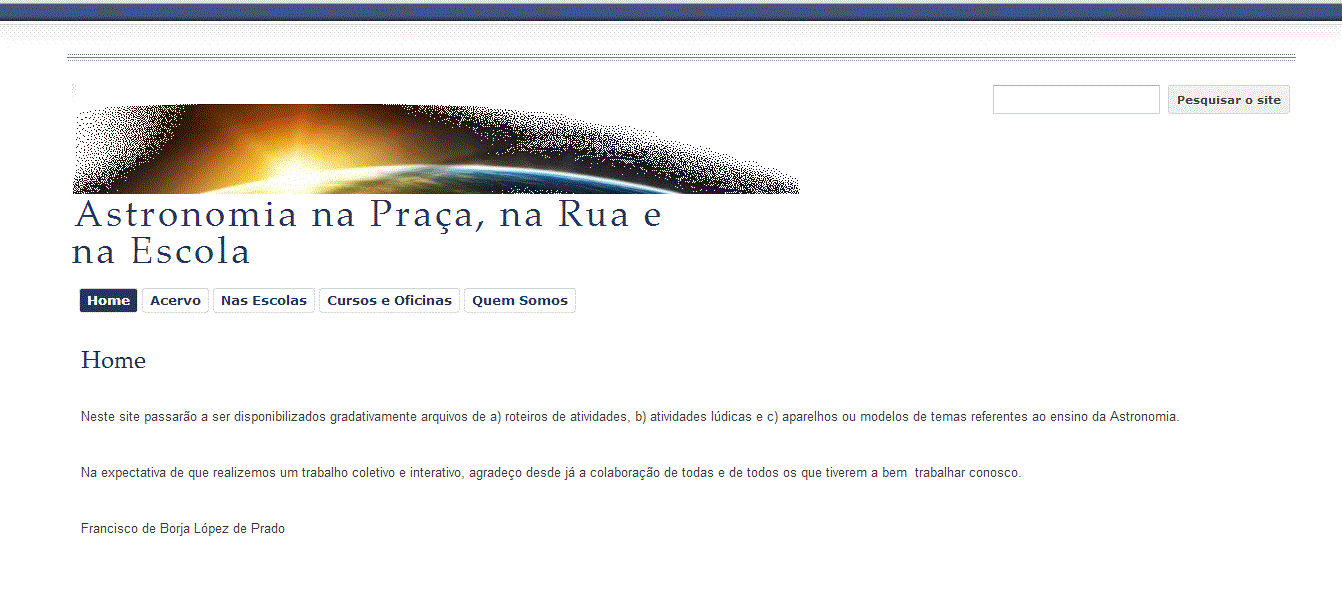 Pesquisar o site
Astronomia na Praça, na Rua e
na Escola
Home Acervo Nas Escolas Cursos e Oficinas Quem Somos
Home
Neste site passarão a ser disponibilizados gradativamente arquivos de a) roteiros de atividades, b) atividades lúdicas e c) aparelhos ou modelos de temas referentes ao ensino da Astronomia.
Na expectativa de que realizemos um trabalho coletivo e interativo, agradeço desde já a colaboração de todas e de todos os que tiverem a bem  trabalhar conosco.
Francisco de Borja López de Prado